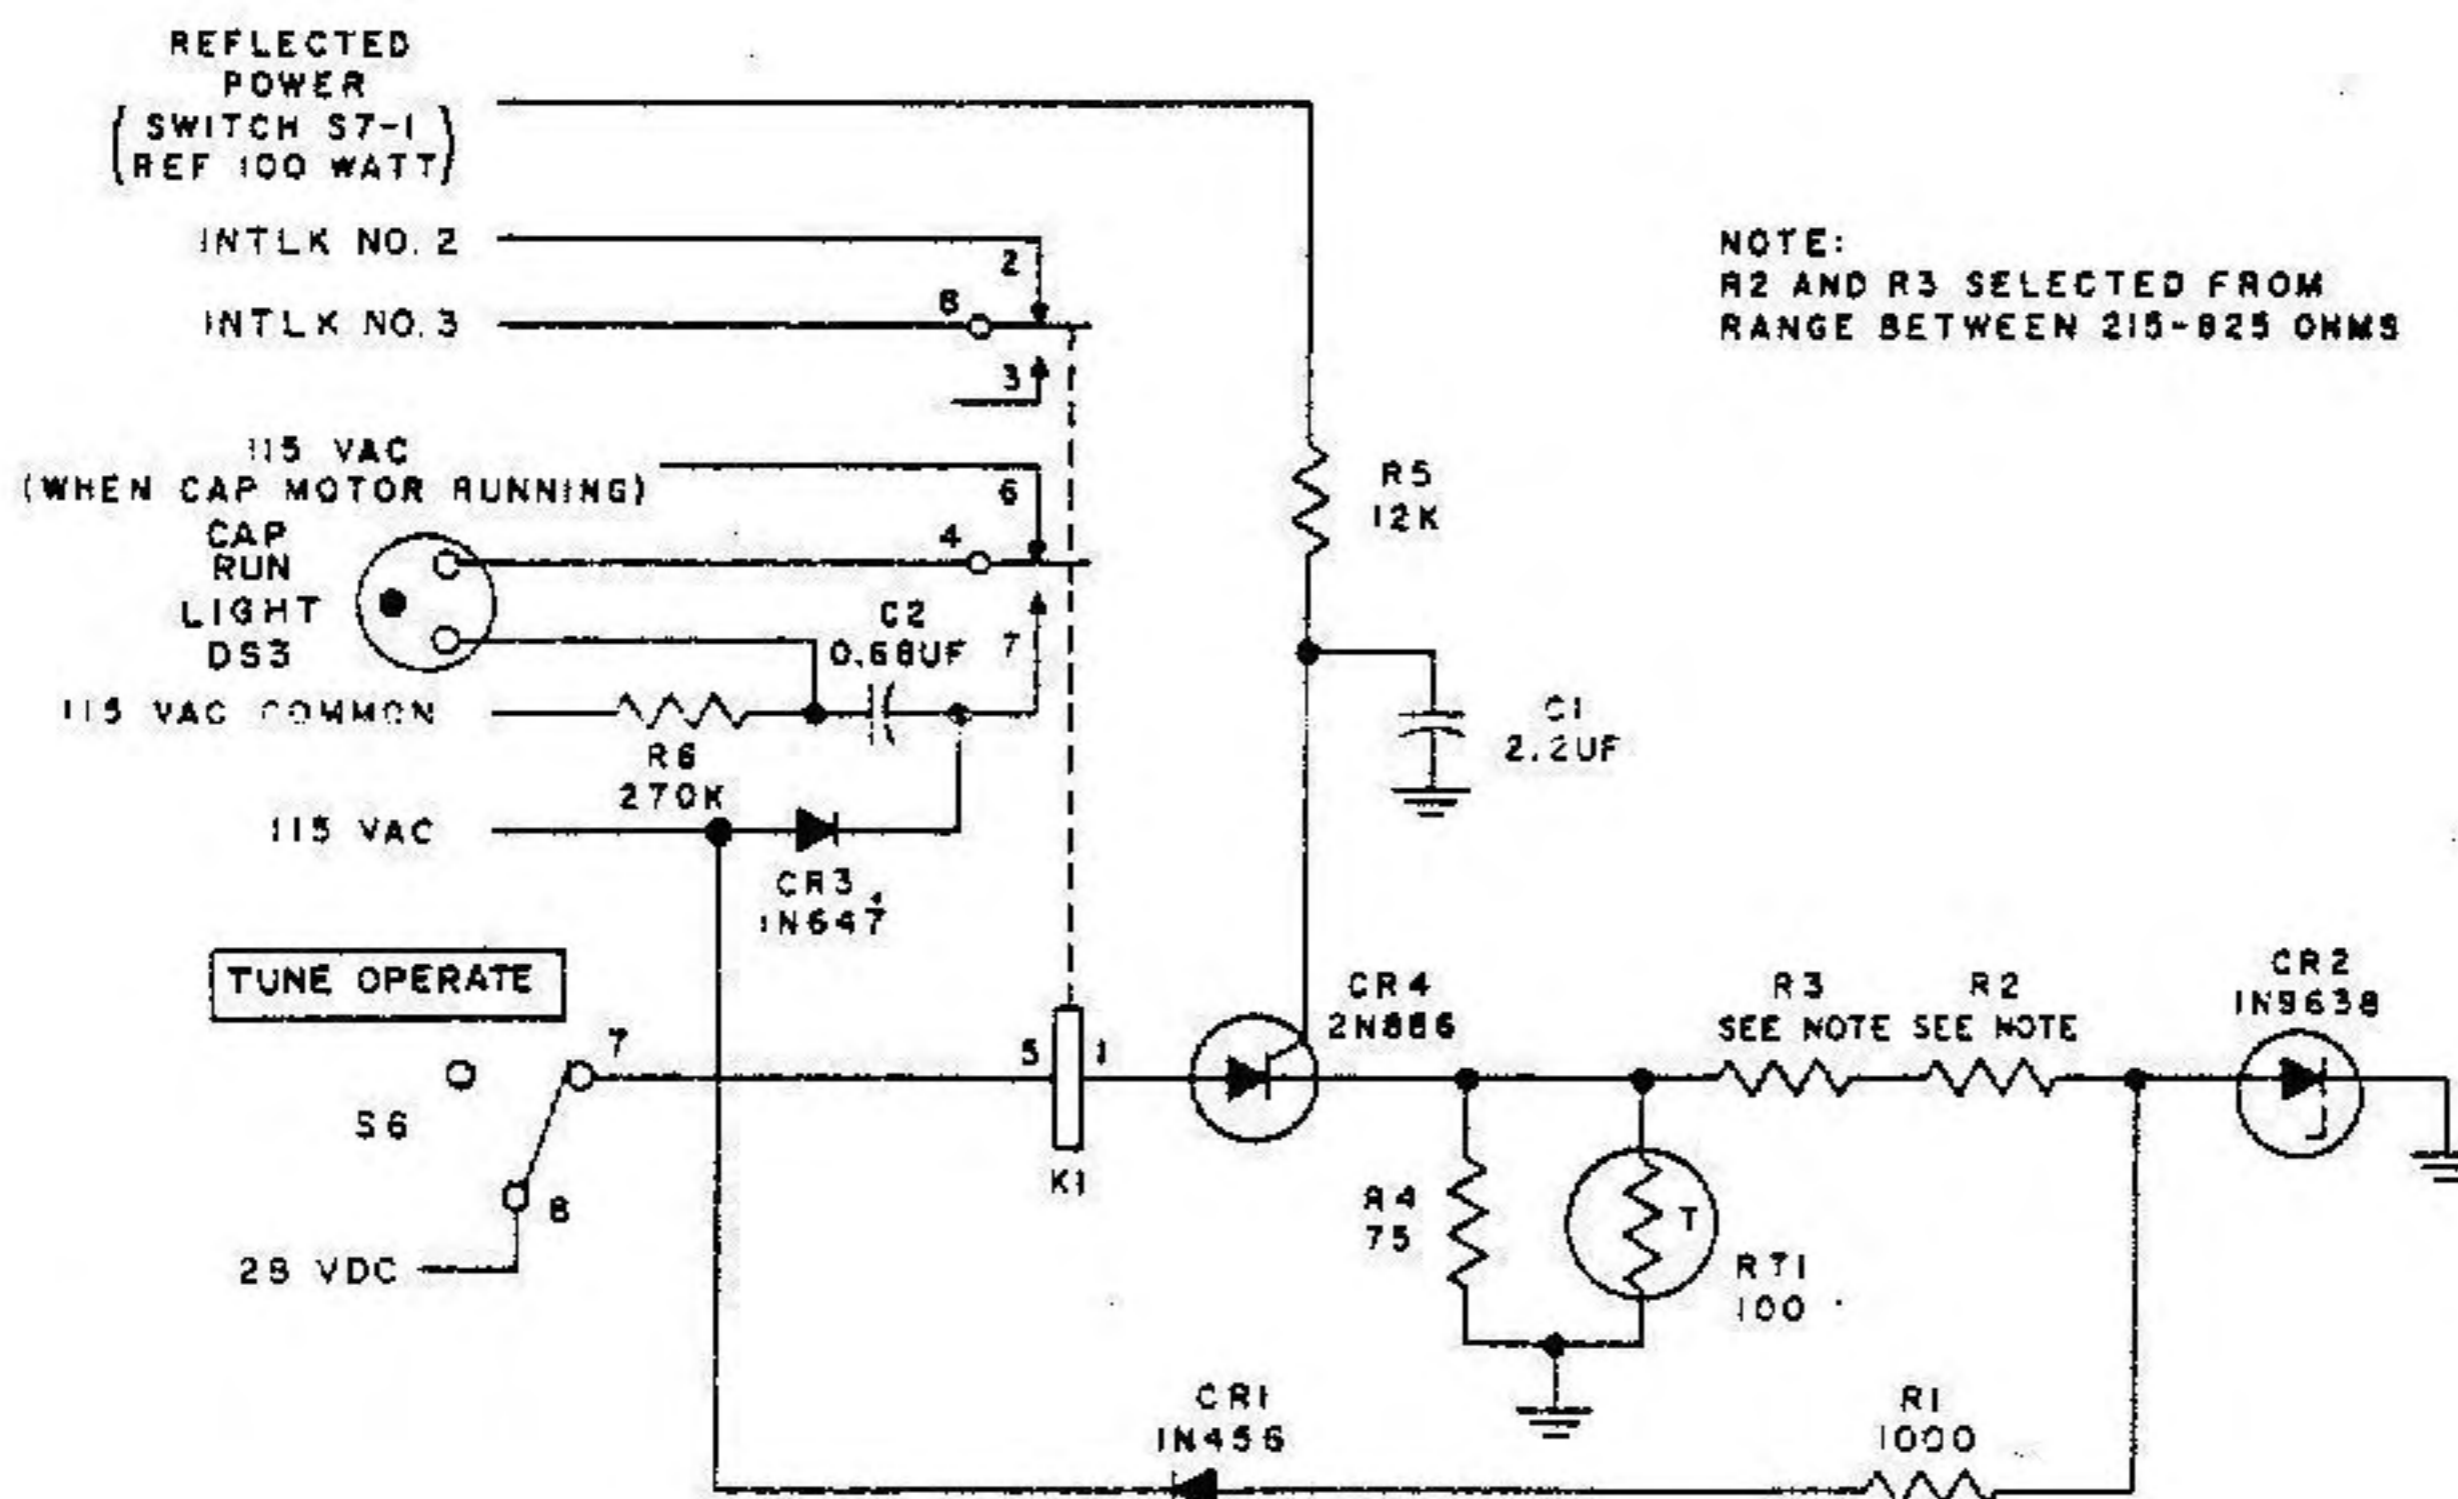 REFLECTED
POWER
(SWITCH S7-1
REF 100 WATT)
INTLK NO. 2
INTLK NO. 3
2
8
3
NOTE:
R2 AND R3 SELECTED FROM
RANGE BETWEEN 215-825 OHMS
115 VAC
(WHEN CAP MOTOR RUNNING)
6
4
7
CAP
RUN
LIGHT
DS3
C2
0.68UF
R5
12K
115 VAC COMMON
R6
270K
C1
2.2UF
115 VAC
CR3
1N647
TUNE OPERATE
S6
7
8
28 VDC
5
1
K1
CR4
2N886
R3
SEE NOTE
R2
SEE NOTE
CR2
1N963B
R4
75
T
RT1
100
CR1
1N456
R1
1000